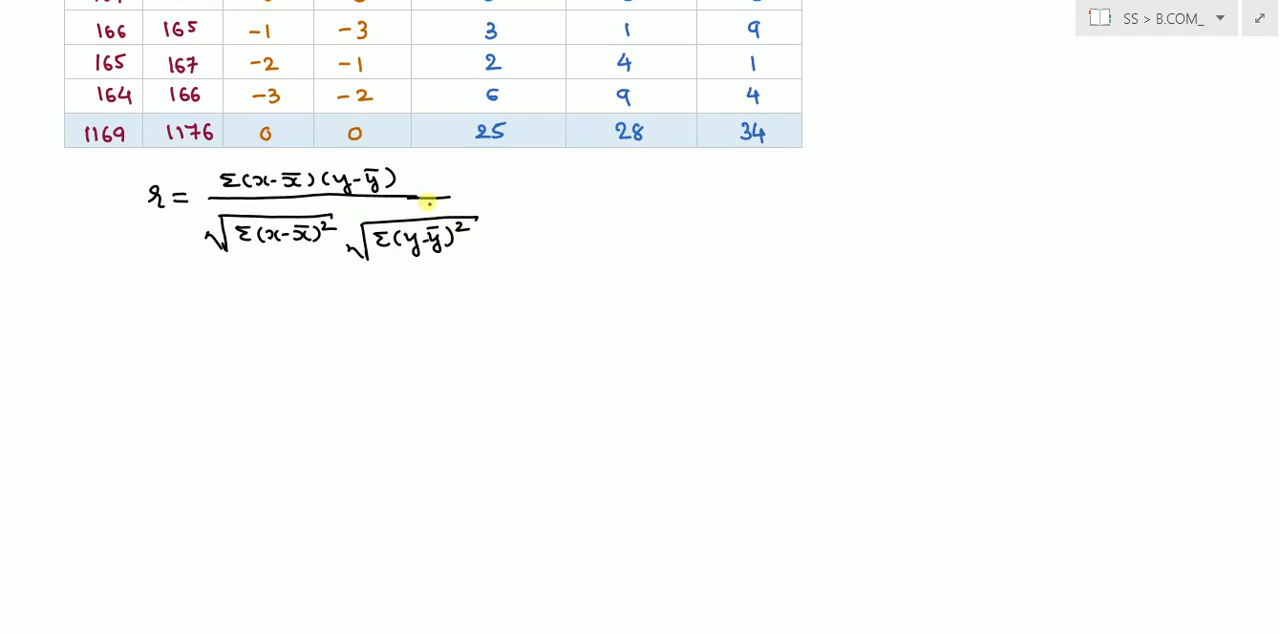 SS > B.COM_
166 165 -1 -3 3 1 9
165 167 -2 -1 2 4 1
164 166 -3 -2 6 9 4
1169 1176 0 0 25 28 34
r = Σ(x-x̄)(y-ȳ)
√Σ(x-x̄)² √Σ(y-ȳ)²